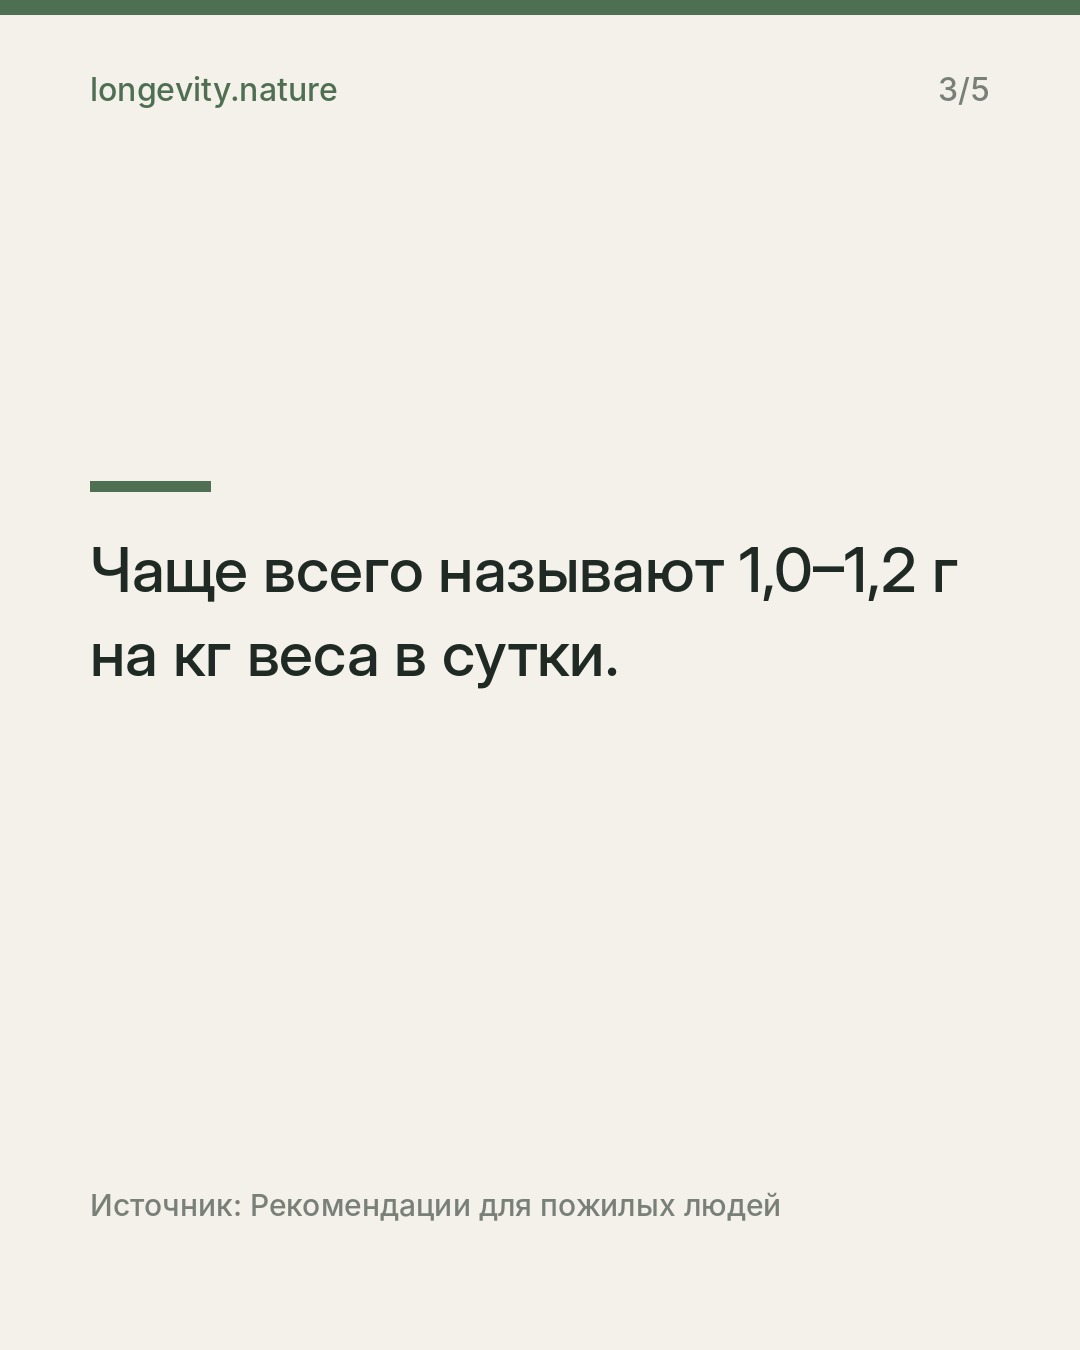 longevity.nature
3/5
Чаще всего называют 1,0–1,2 г
на кг веса в сутки.
Источник: Рекомендации для пожилых людей